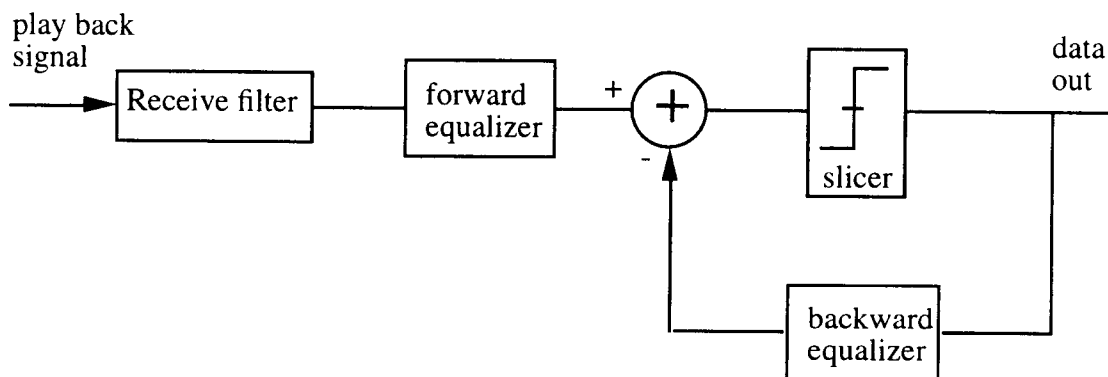 play back
signal
Receive filter
forward
equalizer
+
+
-
slicer
data
out
backward
equalizer